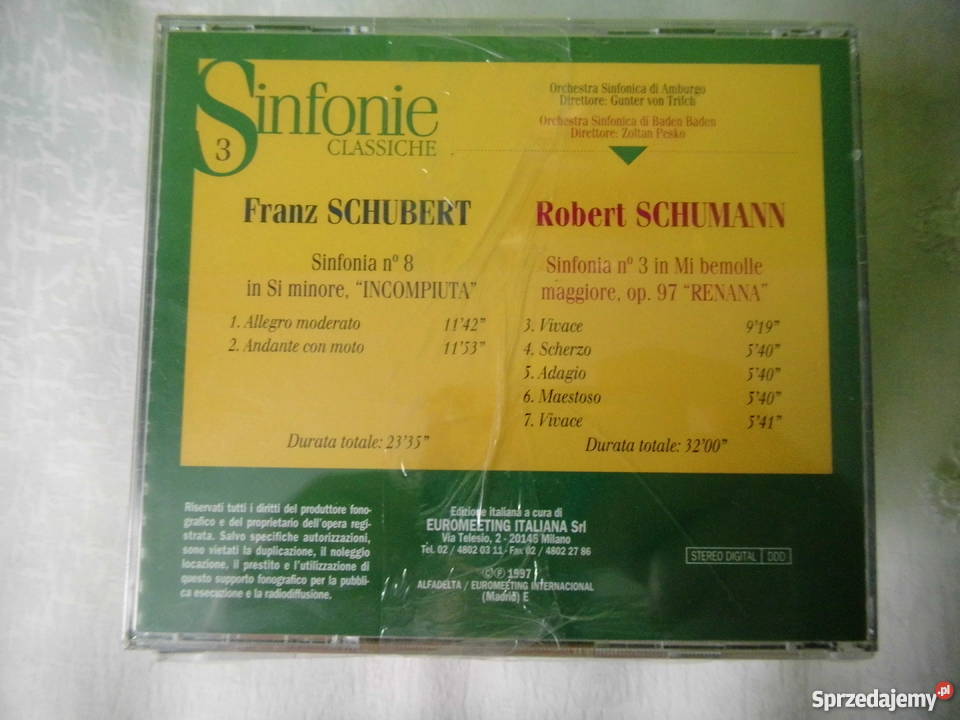 Sinfonie
3
CLASSICHE
Orchestra Sinfonica di Amburgo
Direttore: Gunter von Trifch
Orchestra Sinfonica di Baden Baden
Direttore: Zoltan Pesko
Franz SCHUBERT
Sinfonia nº 8
in Si minore, “INCOMPIUTA”
1. Allegro moderato 11’42”
2. Andante con moto 11’53”
Durata totale: 23’35”
Robert SCHUMANN
Sinfonia nº 3 in Mi bemolle
maggiore, op. 97 “RENANA”
3. Vivace 9’19”
4. Scherzo 5’40”
5. Adagio 5’40”
6. Maestoso 5’40”
7. Vivace 5’41”
Durata totale: 32’00”
Riservati tutti i diritti del produttore fono-
grafico e del proprietario dell’opera regi-
strata. Salvo specifiche autorizzazioni,
sono vietati la duplicazione, il noleggio
locazione, il prestito e l’utilizzazione di
questo supporto fonografico per la pubbli-
ca esecuzione e la radiodiffusione.
Edizione italiana a cura di
EUROMEETING ITALIANA Srl
Via Telesio, 2 - 20145 Milano
Tel. 02 / 4802 03 11 - Fax 02 / 4802 27 86
© ℗ 1997
ALFADELTA / EUROMEETING INTERNACIONAL
(Madrid) E
STEREO DIGITAL DDD
Sprzedajemy.pl